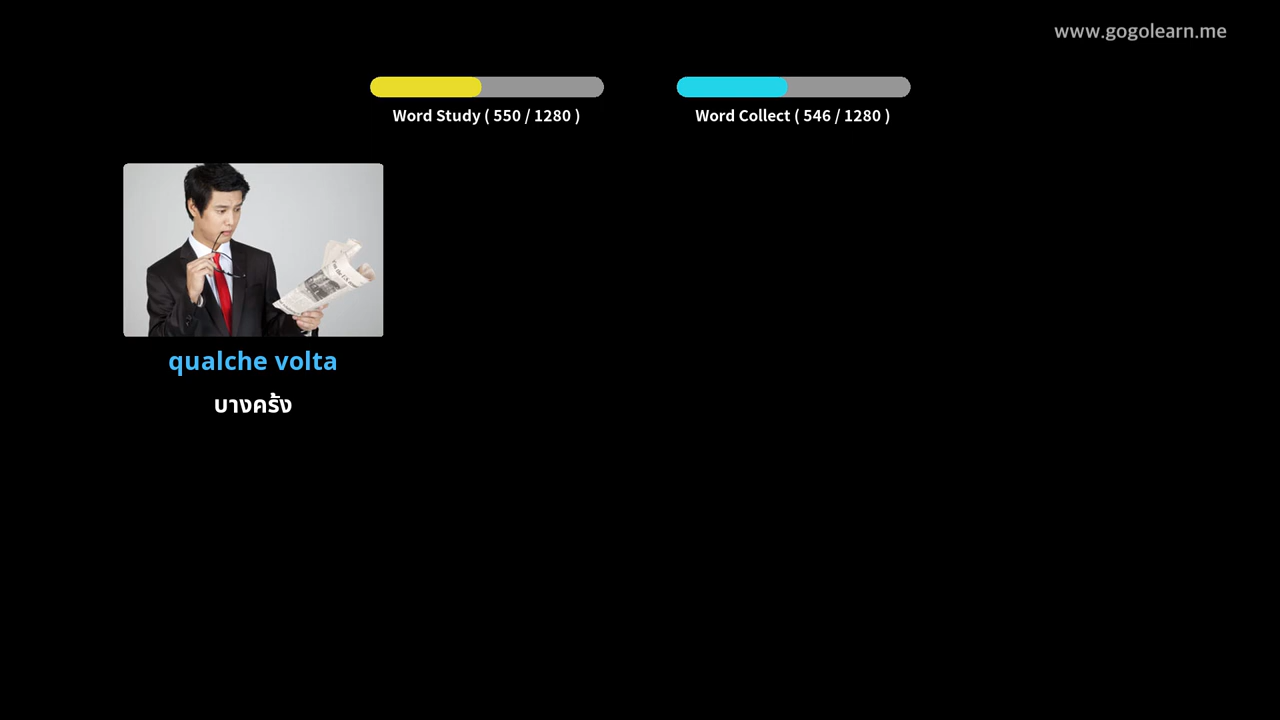 www.gogolearn.me
Word Study ( 550 / 1280 )
Word Collect ( 546 / 1280 )
qualche volta
บางครั้ง